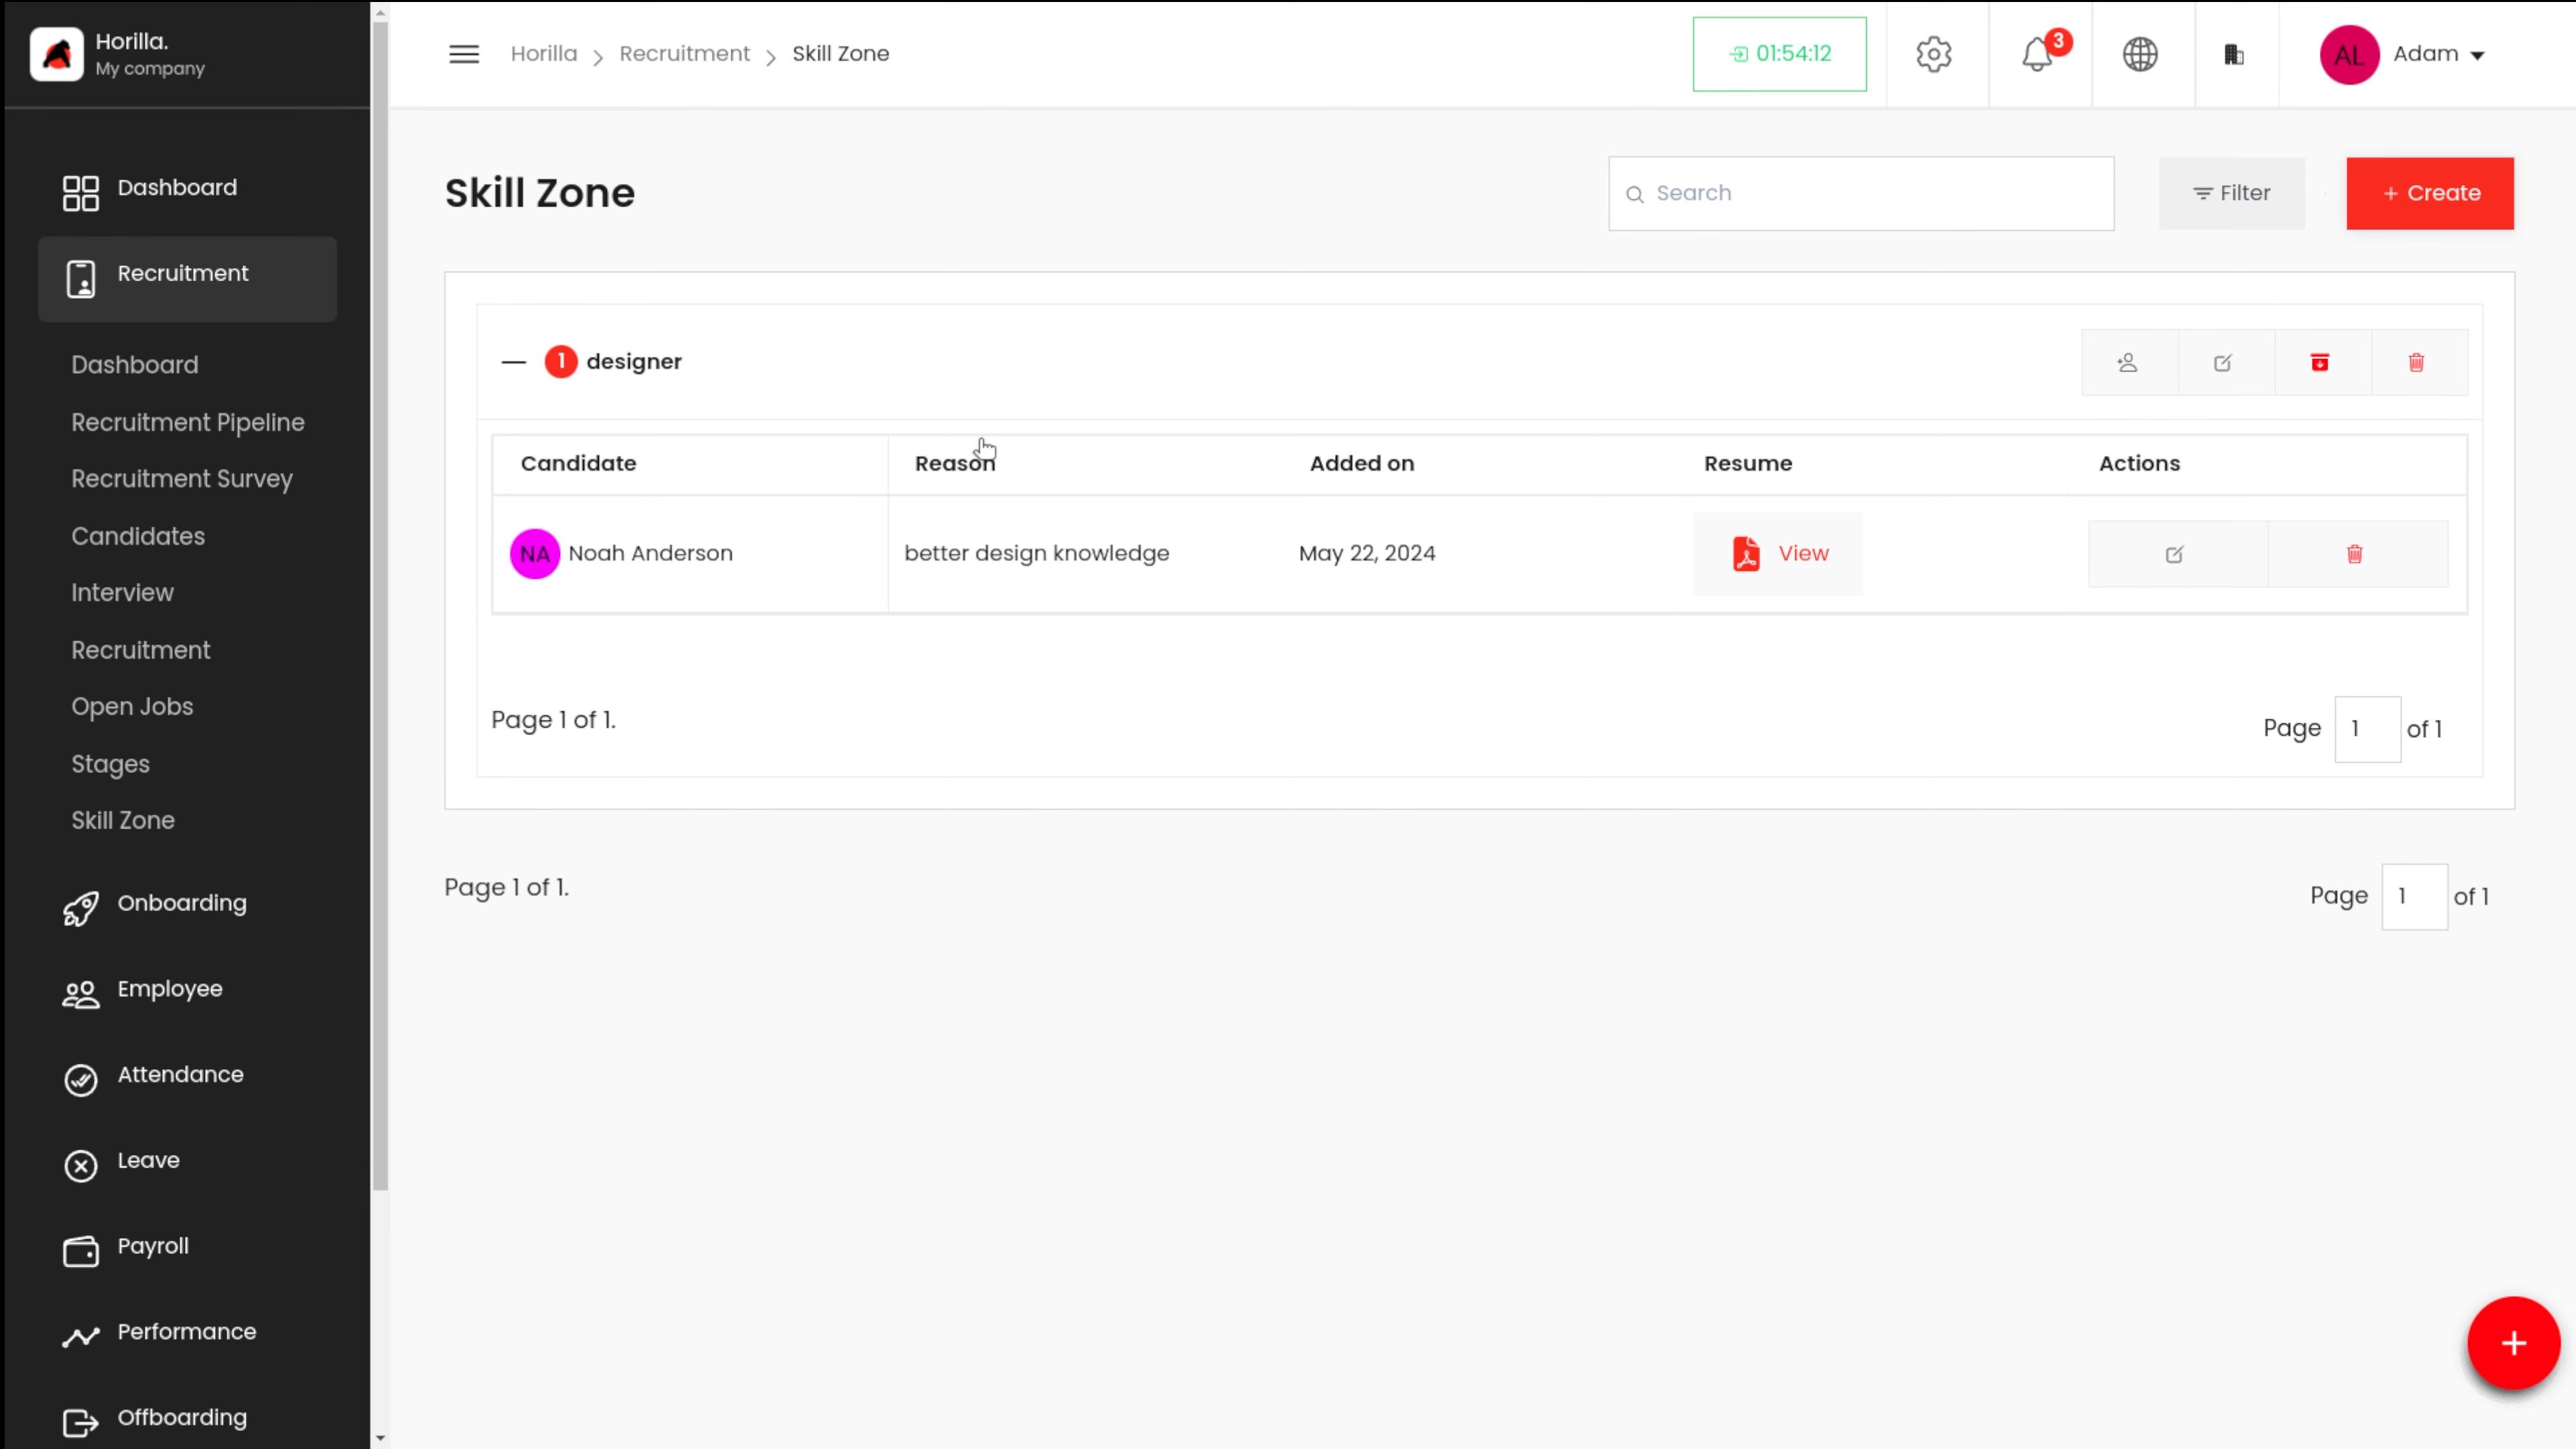 Horilla.
My company
Dashboard
Recruitment
Dashboard
Recruitment Pipeline
Recruitment Survey
Candidates
Interview
Recruitment
Open Jobs
Stages
Skill Zone
Onboarding
Employee
Attendance
Leave
Payroll
Performance
Offboarding
Horilla > Recruitment > Skill Zone
01:54:12
3
AL Adam
Skill Zone
Search
Filter
+ Create
1 designer
Candidate Reason Added on Resume Actions
NA Noah Anderson better design knowledge May 22, 2024 View
Page 1 of 1.
Page 1 of 1
Page 1 of 1.
Page 1 of 1